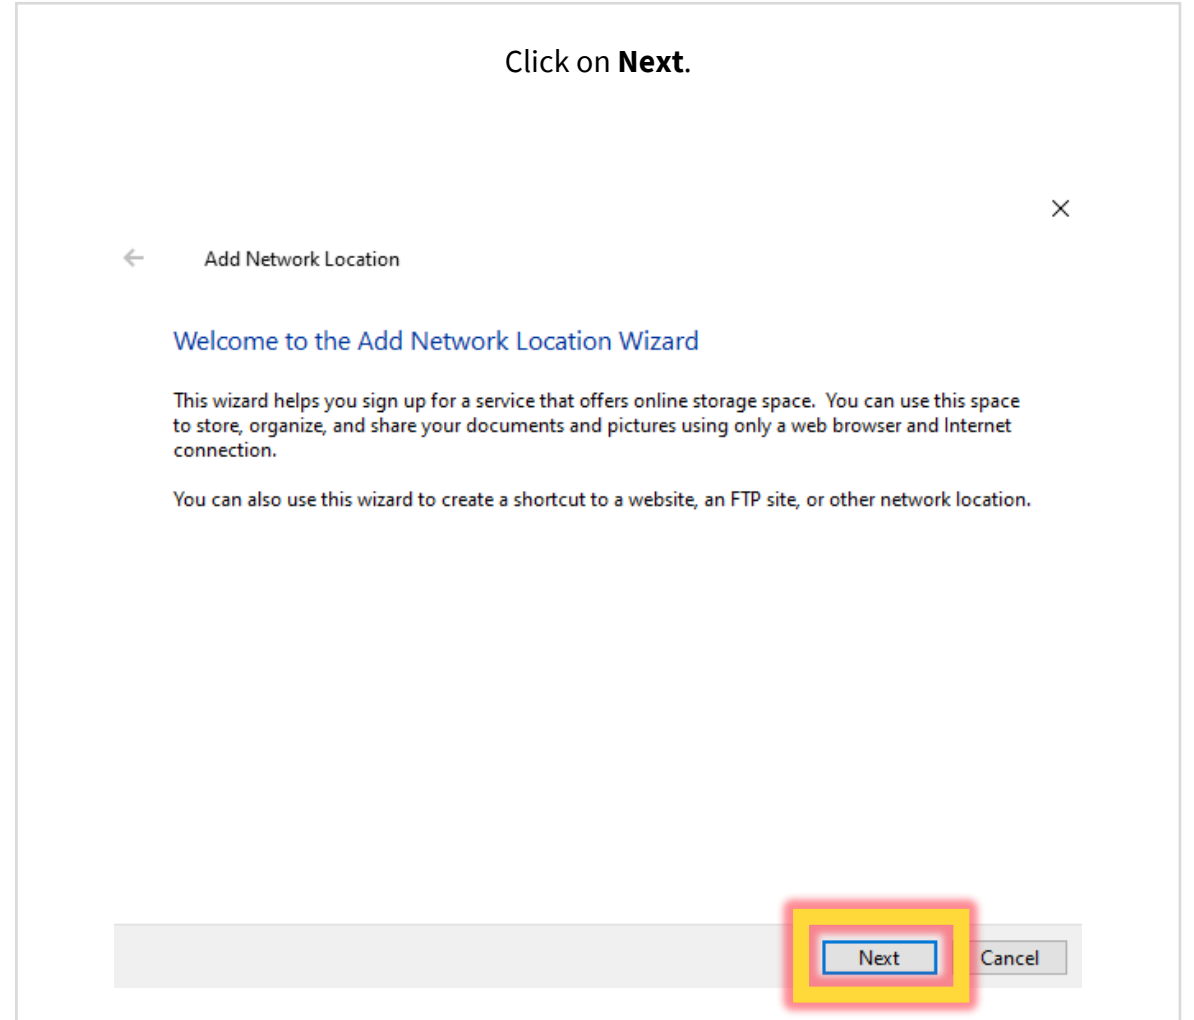 Click on Next.
Add Network Location
Welcome to the Add Network Location Wizard
This wizard helps you sign up for a service that offers online storage space.  You can use this space
to store, organize, and share your documents and pictures using only a web browser and Internet
connection.
You can also use this wizard to create a shortcut to a website, an FTP site, or other network location.
Next
Cancel